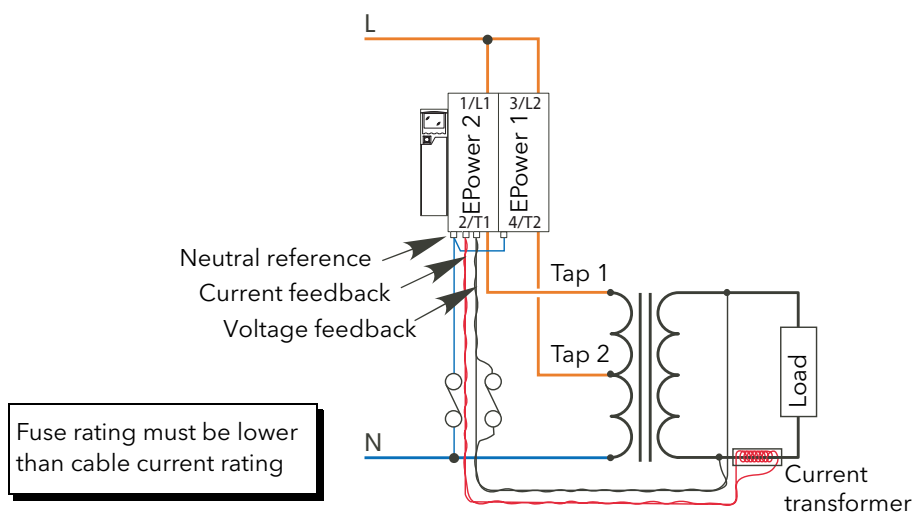 L
1/L1
3/L2
EPower 2
EPower 1
2/T1
4/T2
Neutral reference
Current feedback
Voltage feedback
Tap 1
Tap 2
Load
Fuse rating must be lower
than cable current rating
N
Current
transformer